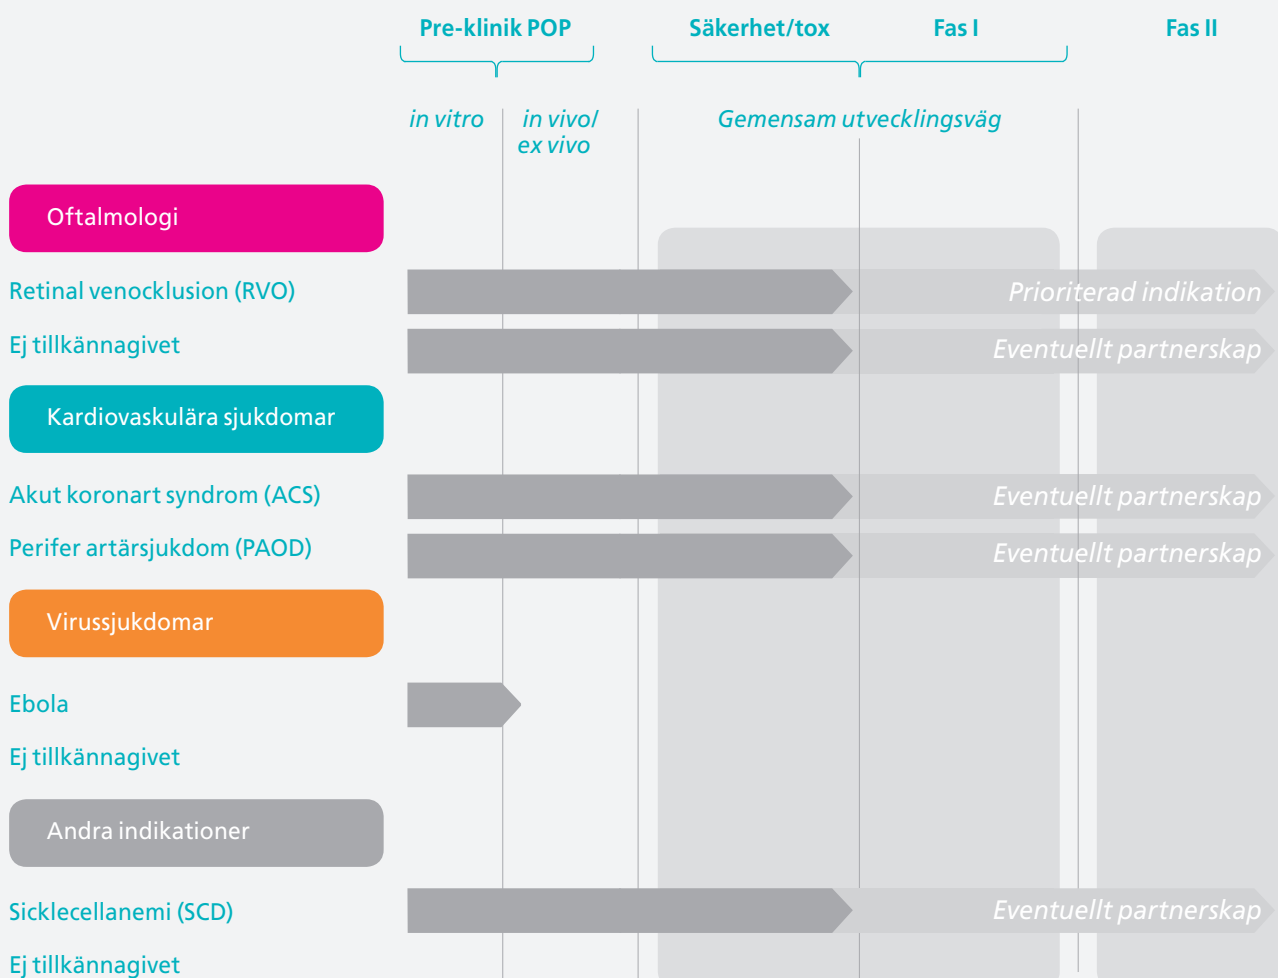 Pre-klinik POP
Säkerhet/tox
Fas I
Fas II
in vitro
in vivo/
ex vivo
Gemensam utvecklingsväg
Oftalmologi
Retinal venocklusion (RVO)
Prioriterad indikation
Ej tillkännagivet
Eventuellt partnerskap
Kardiovaskulära sjukdomar
Akut koronart syndrom (ACS)
Eventuellt partnerskap
Perifer artärsjukdom (PAOD)
Eventuellt partnerskap
Virussjukdomar
Ebola
Ej tillkännagivet
Andra indikationer
Sicklecellanemi (SCD)
Eventuellt partnerskap
Ej tillkännagivet